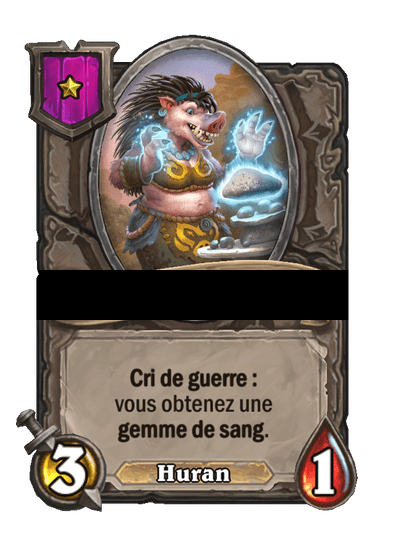 Cri de guerre :
vous obtenez une
gemme de sang.
3
Huran
1